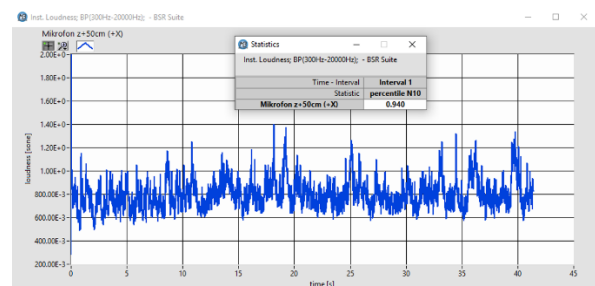 Inst. Loudness; BP(300Hz-20000Hz); - BSR Suite
Mikrofon z+50cm (+X)
Statistics
Inst. Loudness; BP(300Hz-20000Hz); - BSR Suite
Time - Interval Interval 1
Statistic percentile N10
Mikrofon z+50cm (+X) 0.940
loudness [sone]
2.00E+0
1.80E+0
1.60E+0
1.40E+0
1.20E+0
1.00E+0
800.00E-3
600.00E-3
400.00E-3
200.00E-3
0 5 10 15 20 25 30 35 40 45
time [s]